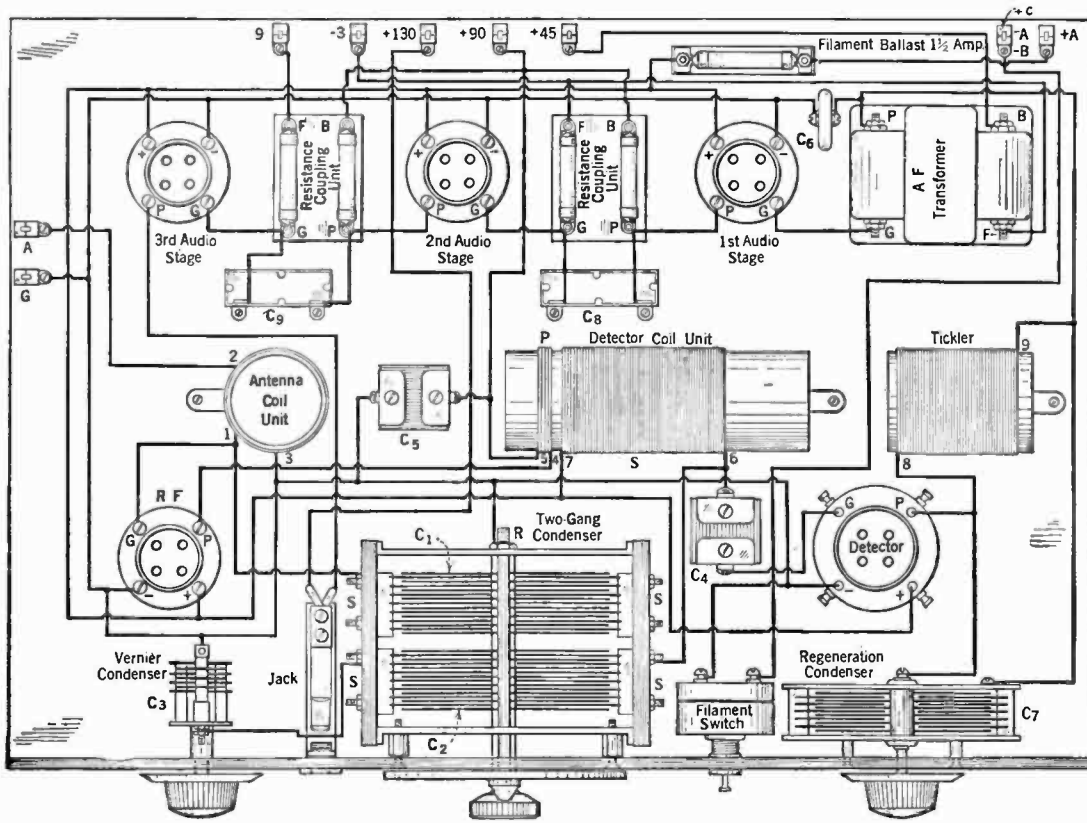 +C
9
-3
+130
+90
+45
-A
+A
-B
Filament Ballast 1½ Amp.
F
B
F
B
C6
P
B
+
-
+
-
+
-
Resistance
Coupling
Unit
Resistance
Coupling
Unit
A F
Transformer
A
P
G
G
P
P
G
G
P
P
G
G
F-
3rd Audio
Stage
2nd Audio
Stage
1st Audio
Stage
G
C9
C8
P
Detector Coil Unit
Tickler
9
2
Antenna
Coil
Unit
C5
1
3
5
4
7
S
6
8
R F
G
P
-
+
C1
R
Two-Gang
Condenser
C4
G
P
Detector
-
+
S
S
S
S
Vernier
Condenser
C3
Jack
C2
Filament
Switch
Regeneration
Condenser
C7